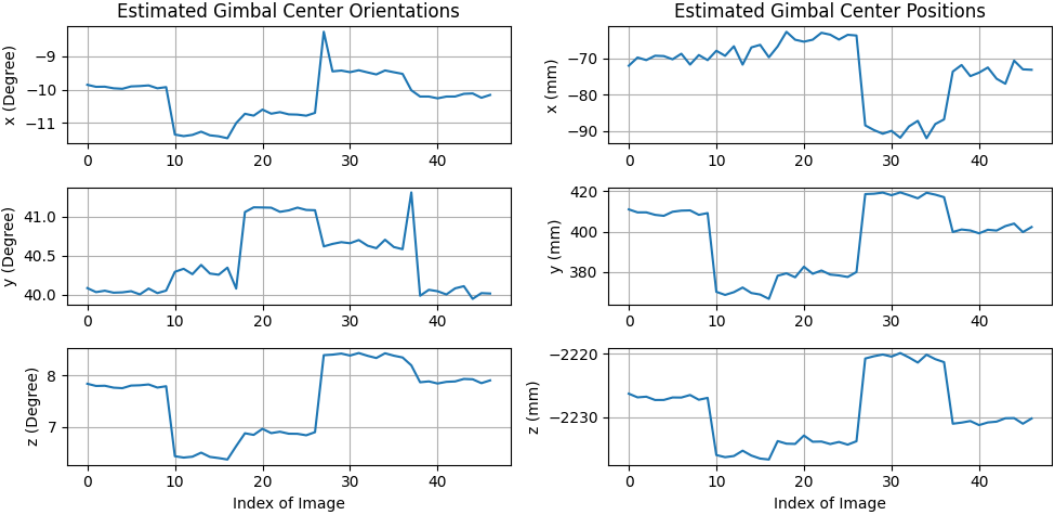 Estimated Gimbal Center Orientations
x (Degree)
−9
−10
−11
0 10 20 30 40
y (Degree)
41.0
40.5
40.0
0 10 20 30 40
z (Degree)
8
7
0 10 20 30 40
Index of Image
Estimated Gimbal Center Positions
x (mm)
−70
−80
−90
0 10 20 30 40
y (mm)
420
400
380
0 10 20 30 40
z (mm)
−2220
−2230
0 10 20 30 40
Index of Image